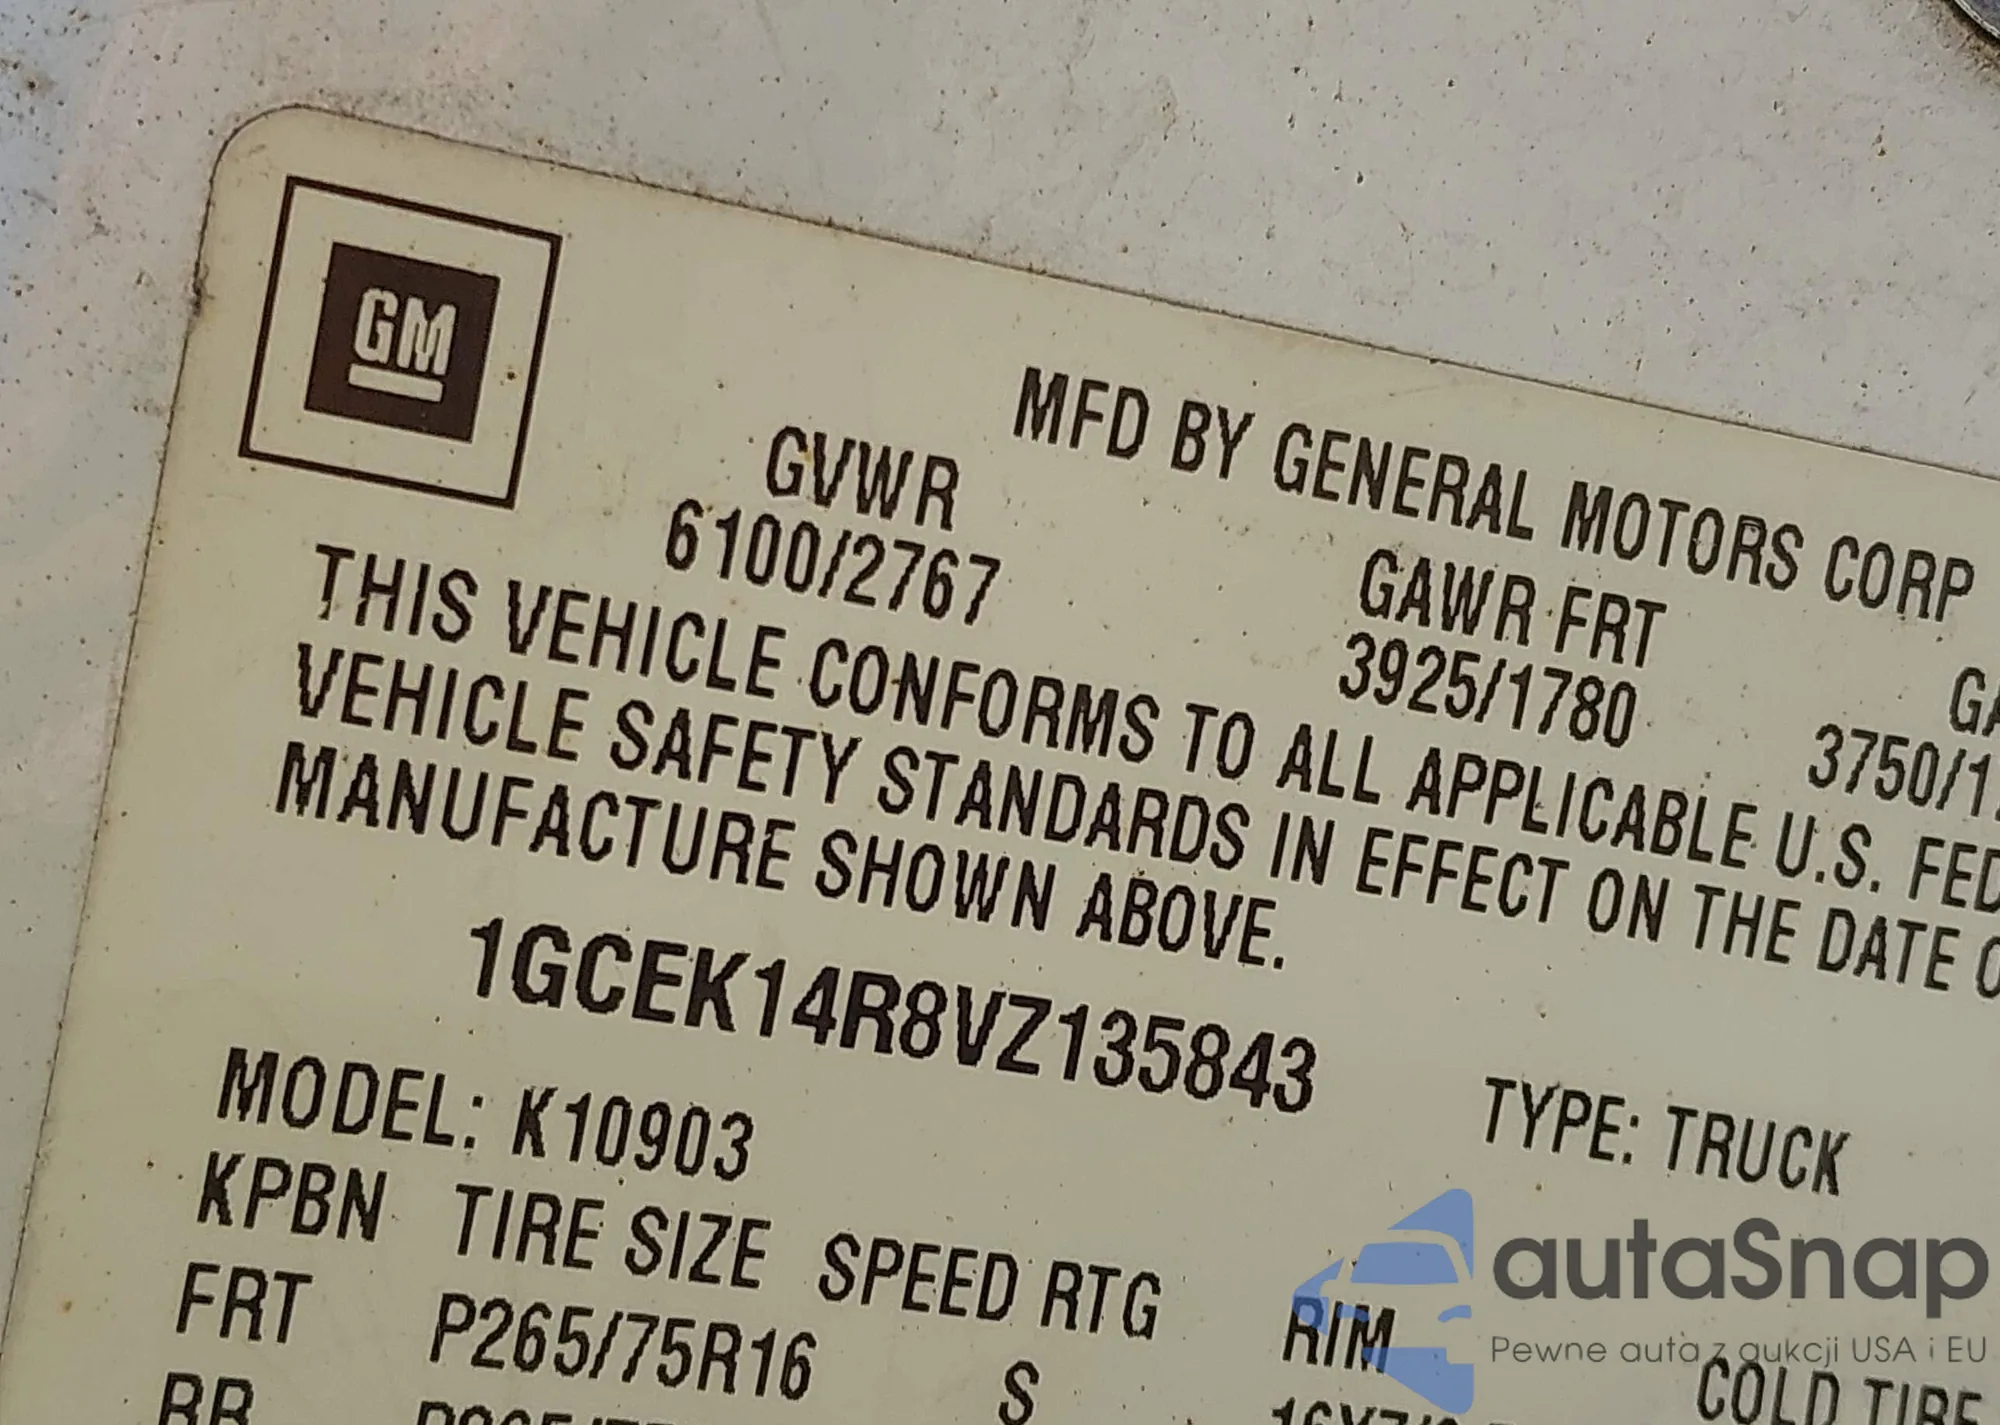 GM
MFD BY GENERAL MOTORS CORP
GVWR GAWR FRT
6100/2767 3925/1780 3750/1
THIS VEHICLE CONFORMS TO ALL APPLICABLE U.S. FED
VEHICLE SAFETY STANDARDS IN EFFECT ON THE DATE O
MANUFACTURE SHOWN ABOVE.
1GCEK14R8VZ135843
MODEL: K10903 TYPE: TRUCK
KPBN TIRE SIZE SPEED RTG RIM COLD TIRE
FRT P265/75R16 S
RR
autaSnap
Pewne auta z aukcji USA i EU